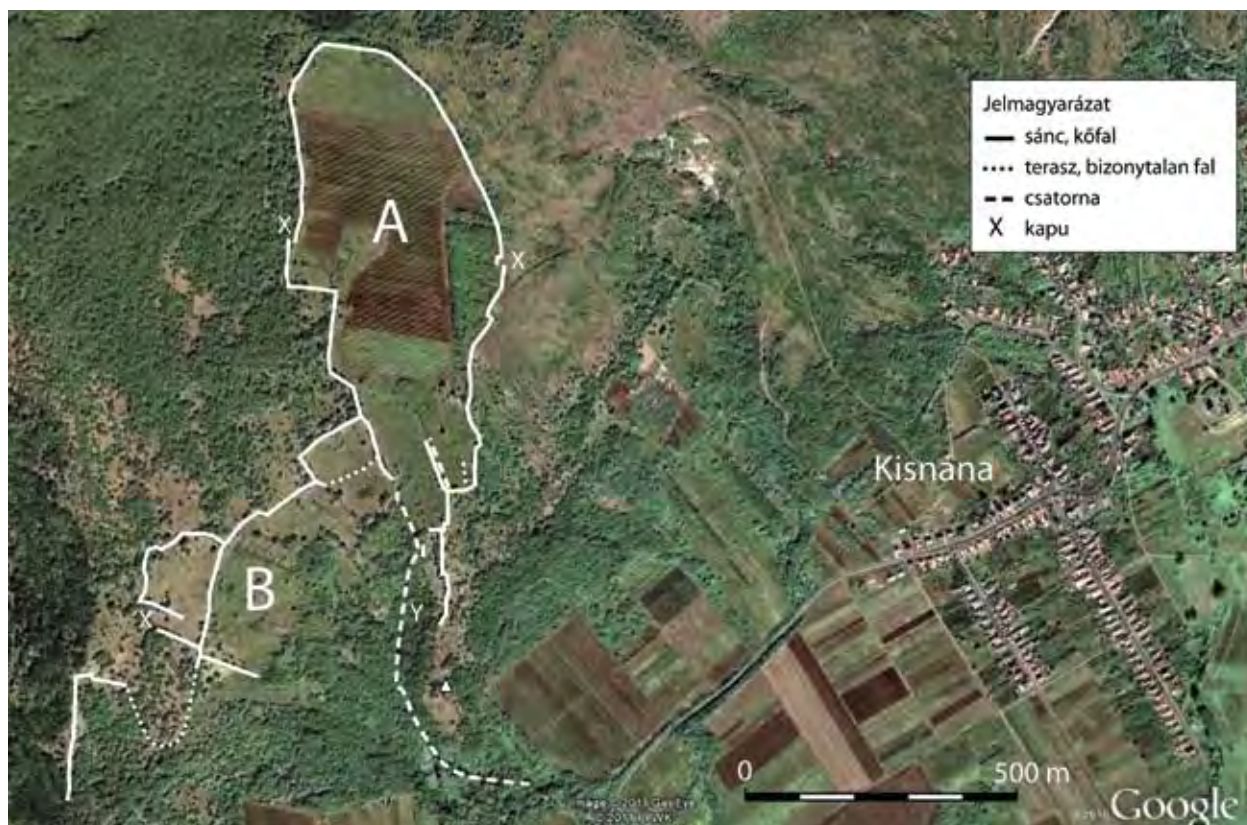 Jelmagyarázat
sánc, kőfal
terasz, bizonytalan fal
csatorna
X kapu
A
X
X
Kisnána
B
X
Y
0 500 m
Google